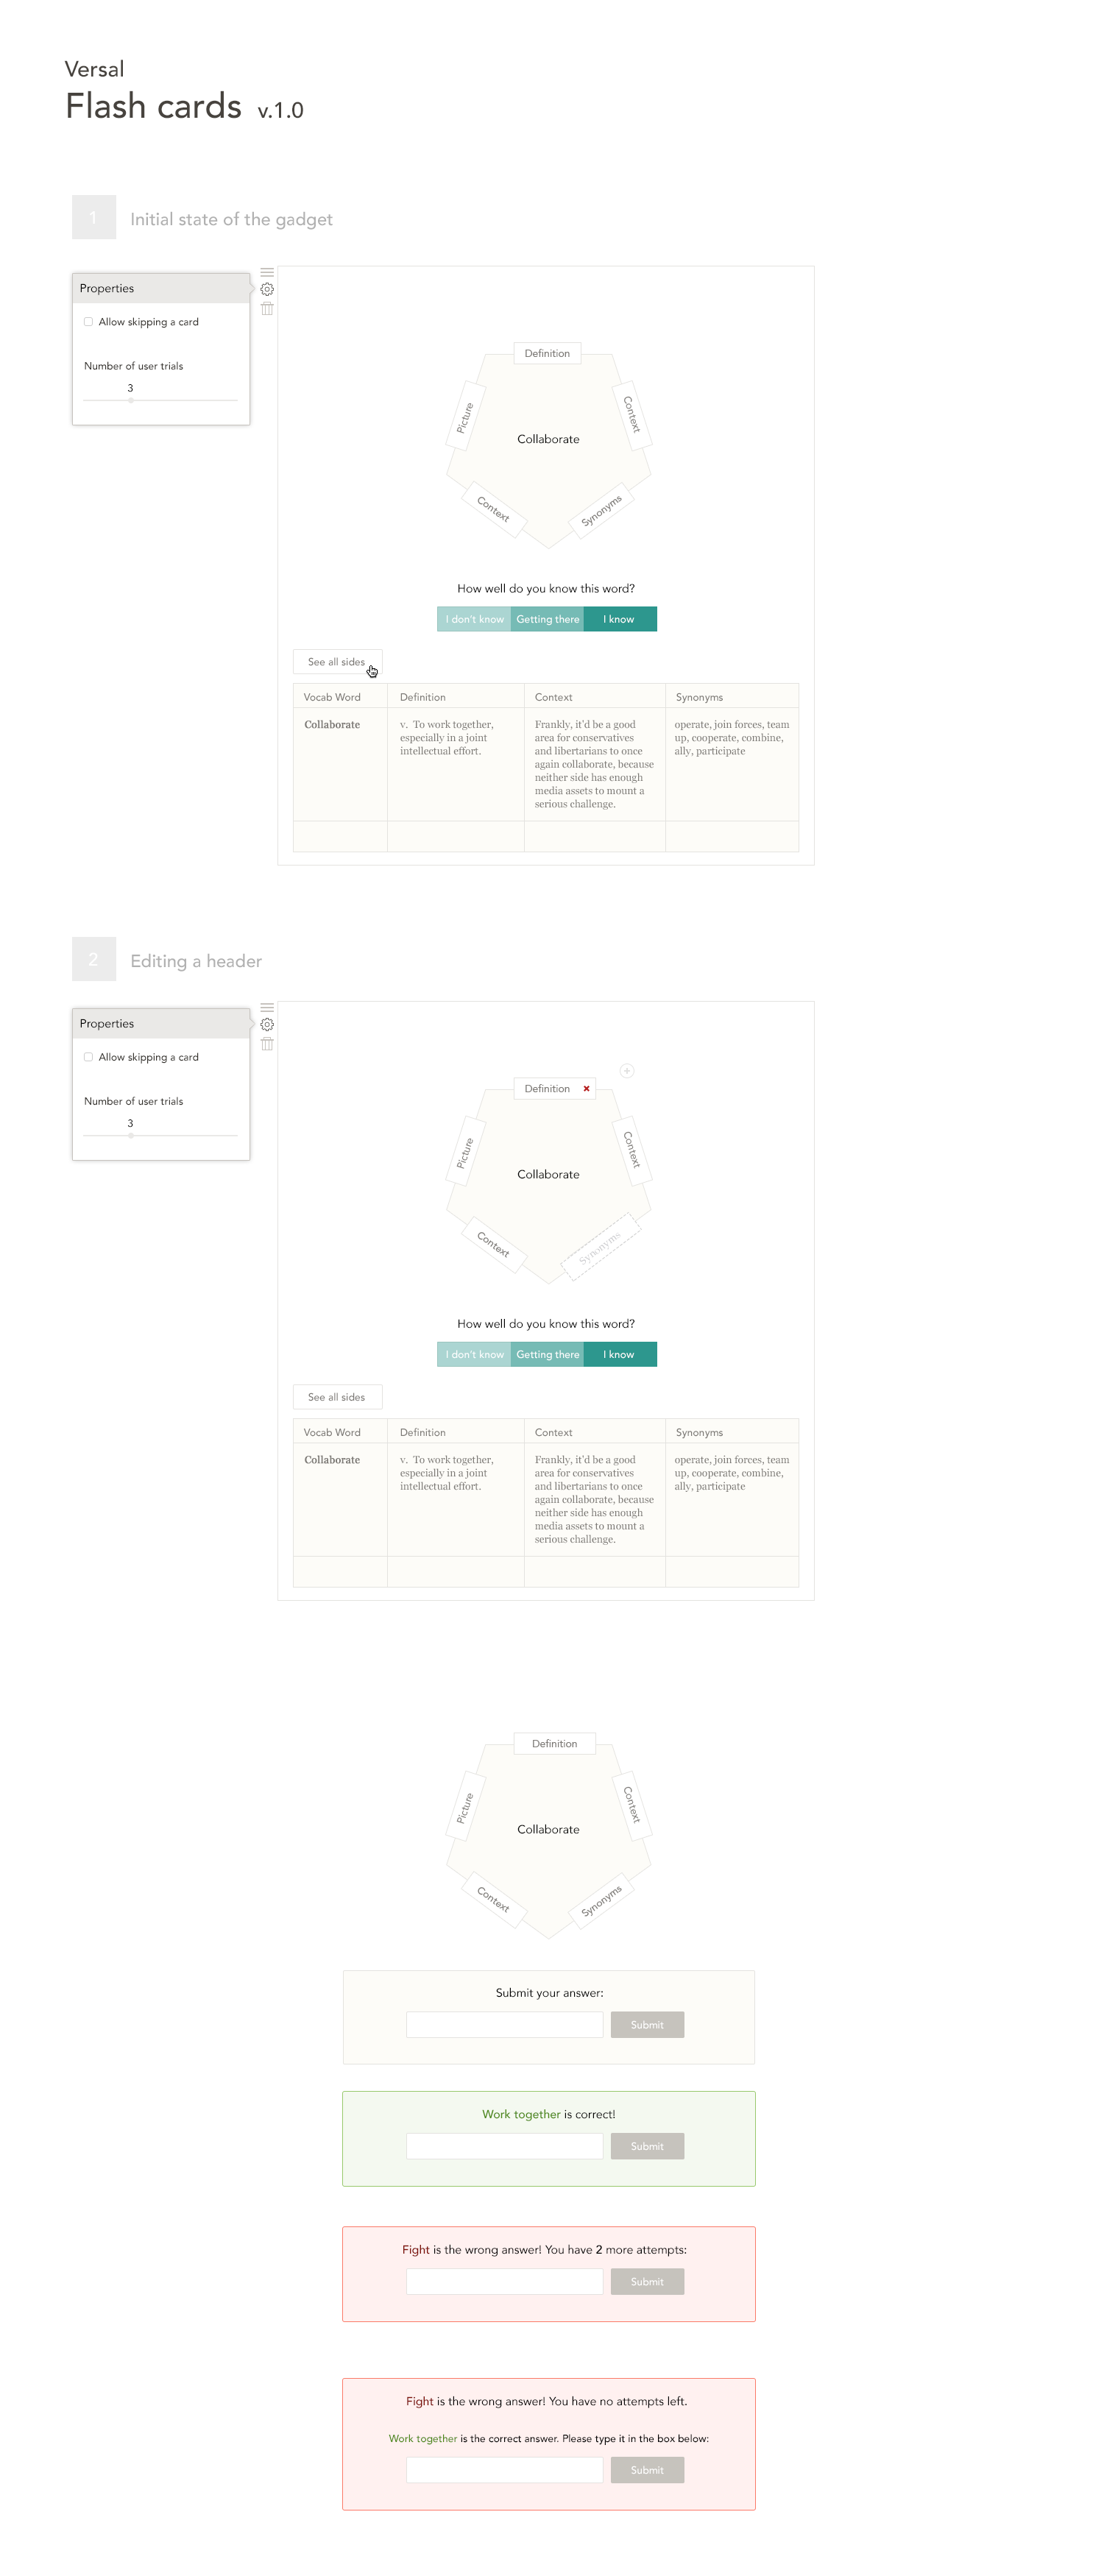 Versal
Flash cards v.1.0
1 Initial state of the gadget
Properties
Allow skipping a card
Number of user trials
3
Definition
Picture
Context
Collaborate
Context
Synonyms
How well do you know this word?
I don't know Getting there I know
See all sides
Vocab Word Definition Context Synonyms
Collaborate
v. To work together,
especially in a joint
intellectual effort.
Frankly, it'd be a good
area for conservatives
and libertarians to once
again collaborate, because
neither side has enough
media assets to mount a
serious challenge.
operate, join forces, team
up, cooperate, combine,
ally, participate
2 Editing a header
Properties
Allow skipping a card
Number of user trials
3
Definition
Picture
Context
Collaborate
Context
Synonyms
How well do you know this word?
I don't know Getting there I know
See all sides
Vocab Word Definition Context Synonyms
Collaborate
v. To work together,
especially in a joint
intellectual effort.
Frankly, it'd be a good
area for conservatives
and libertarians to once
again collaborate, because
neither side has enough
media assets to mount a
serious challenge.
operate, join forces, team
up, cooperate, combine,
ally, participate
Definition
Picture
Context
Collaborate
Context
Synonyms
Submit your answer:
Submit
Work together is correct!
Submit
Fight is the wrong answer! You have 2 more attempts:
Submit
Fight is the wrong answer! You have no attempts left.
Work together is the correct answer. Please type it in the box below:
Submit